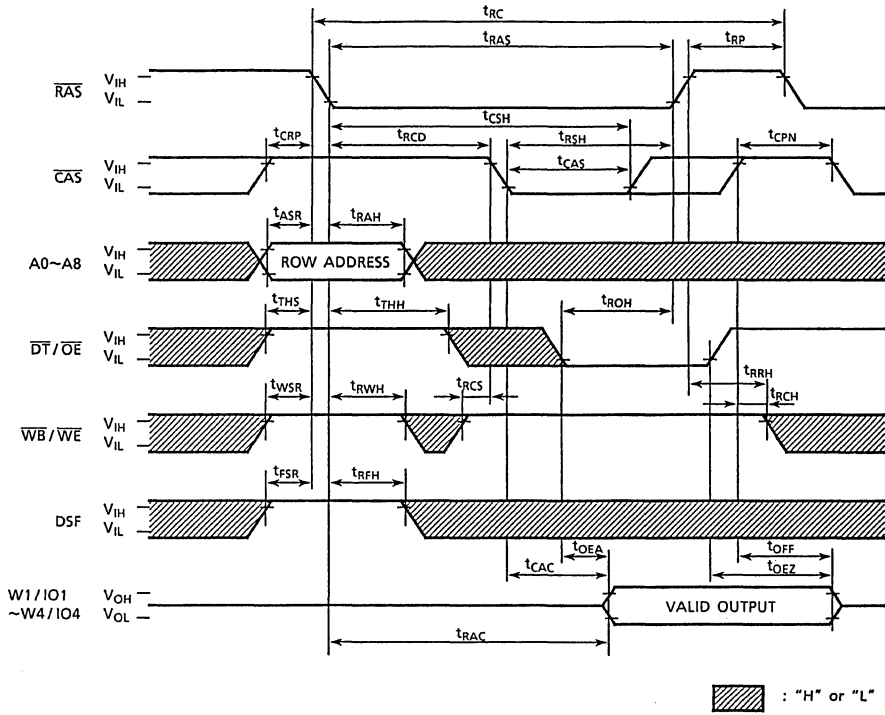 tRC
tRAS
tRP
RAS
VIH
VIL
tCSH
tCRP
tRCD
tRSH
tCPN
CAS
VIH
VIL
tCAS
tASR
tRAH
A0~A8
VIH
VIL
ROW ADDRESS
tTHS
tTHH
tROH
DT/OE
VIH
VIL
tRRH
tWSR
tRWH
tRCS
tRCH
WB/WE
VIH
VIL
tFSR
tRFH
DSF
VIH
VIL
tOEA
tOFF
tCAC
tOEZ
W1/IO1
~W4/IO4
VOH
VOL
VALID OUTPUT
tRAC
: "H" or "L"